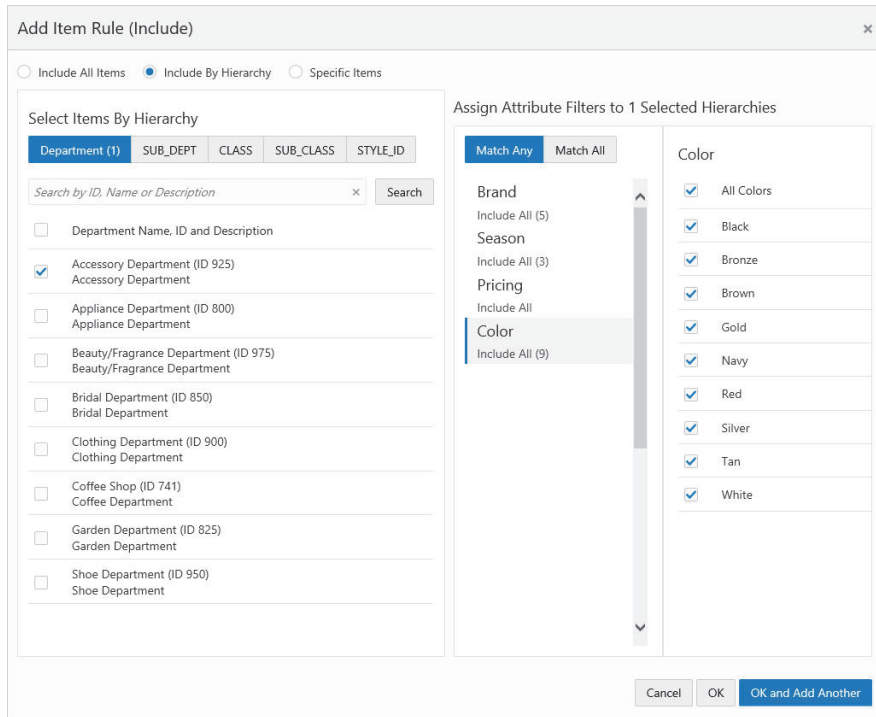 Add Item Rule (Include)
×
Include All Items Include By Hierarchy Specific Items
Select Items By Hierarchy
Department (1) SUB_DEPT CLASS SUB_CLASS STYLE_ID
Search by ID, Name or Description × Search
Department Name, ID and Description
Accessory Department (ID 925)
Accessory Department
Appliance Department (ID 800)
Appliance Department
Beauty/Fragrance Department (ID 975)
Beauty/Fragrance Department
Bridal Department (ID 850)
Bridal Department
Clothing Department (ID 900)
Clothing Department
Coffee Shop (ID 741)
Coffee Department
Garden Department (ID 825)
Garden Department
Shoe Department (ID 950)
Shoe Department
Assign Attribute Filters to 1 Selected Hierarchies
Match Any Match All
Brand
Include All (5)
Season
Include All (3)
Pricing
Include All
Color
Include All (9)
Color
All Colors
Black
Bronze
Brown
Gold
Navy
Red
Silver
Tan
White
Cancel OK OK and Add Another